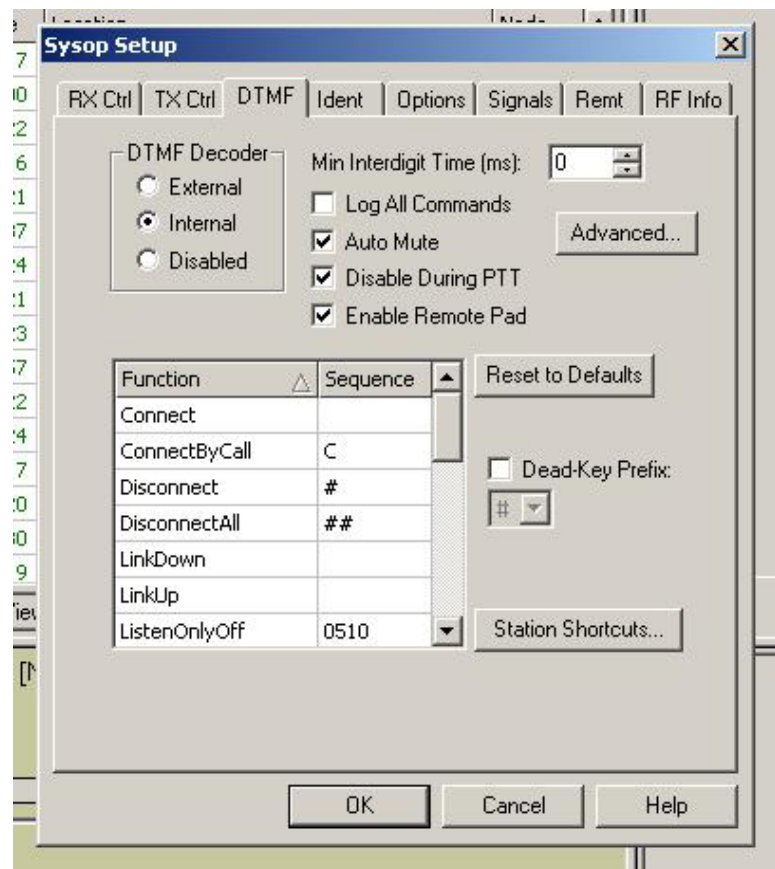 Location Node
Sysop Setup
RX Ctrl TX Ctrl DTMF Ident Options Signals Remt RF Info
DTMF Decoder
External
Internal
Disabled
Min Interdigit Time (ms): 0
Log All Commands
Auto Mute
Disable During PTT
Enable Remote Pad
Advanced...
Function Sequence
Connect
ConnectByCall C
Disconnect #
DisconnectAll ##
LinkDown
LinkUp
ListenOnlyOff 0510
Reset to Defaults
Dead-Key Prefix:
#
Station Shortcuts...
OK Cancel Help